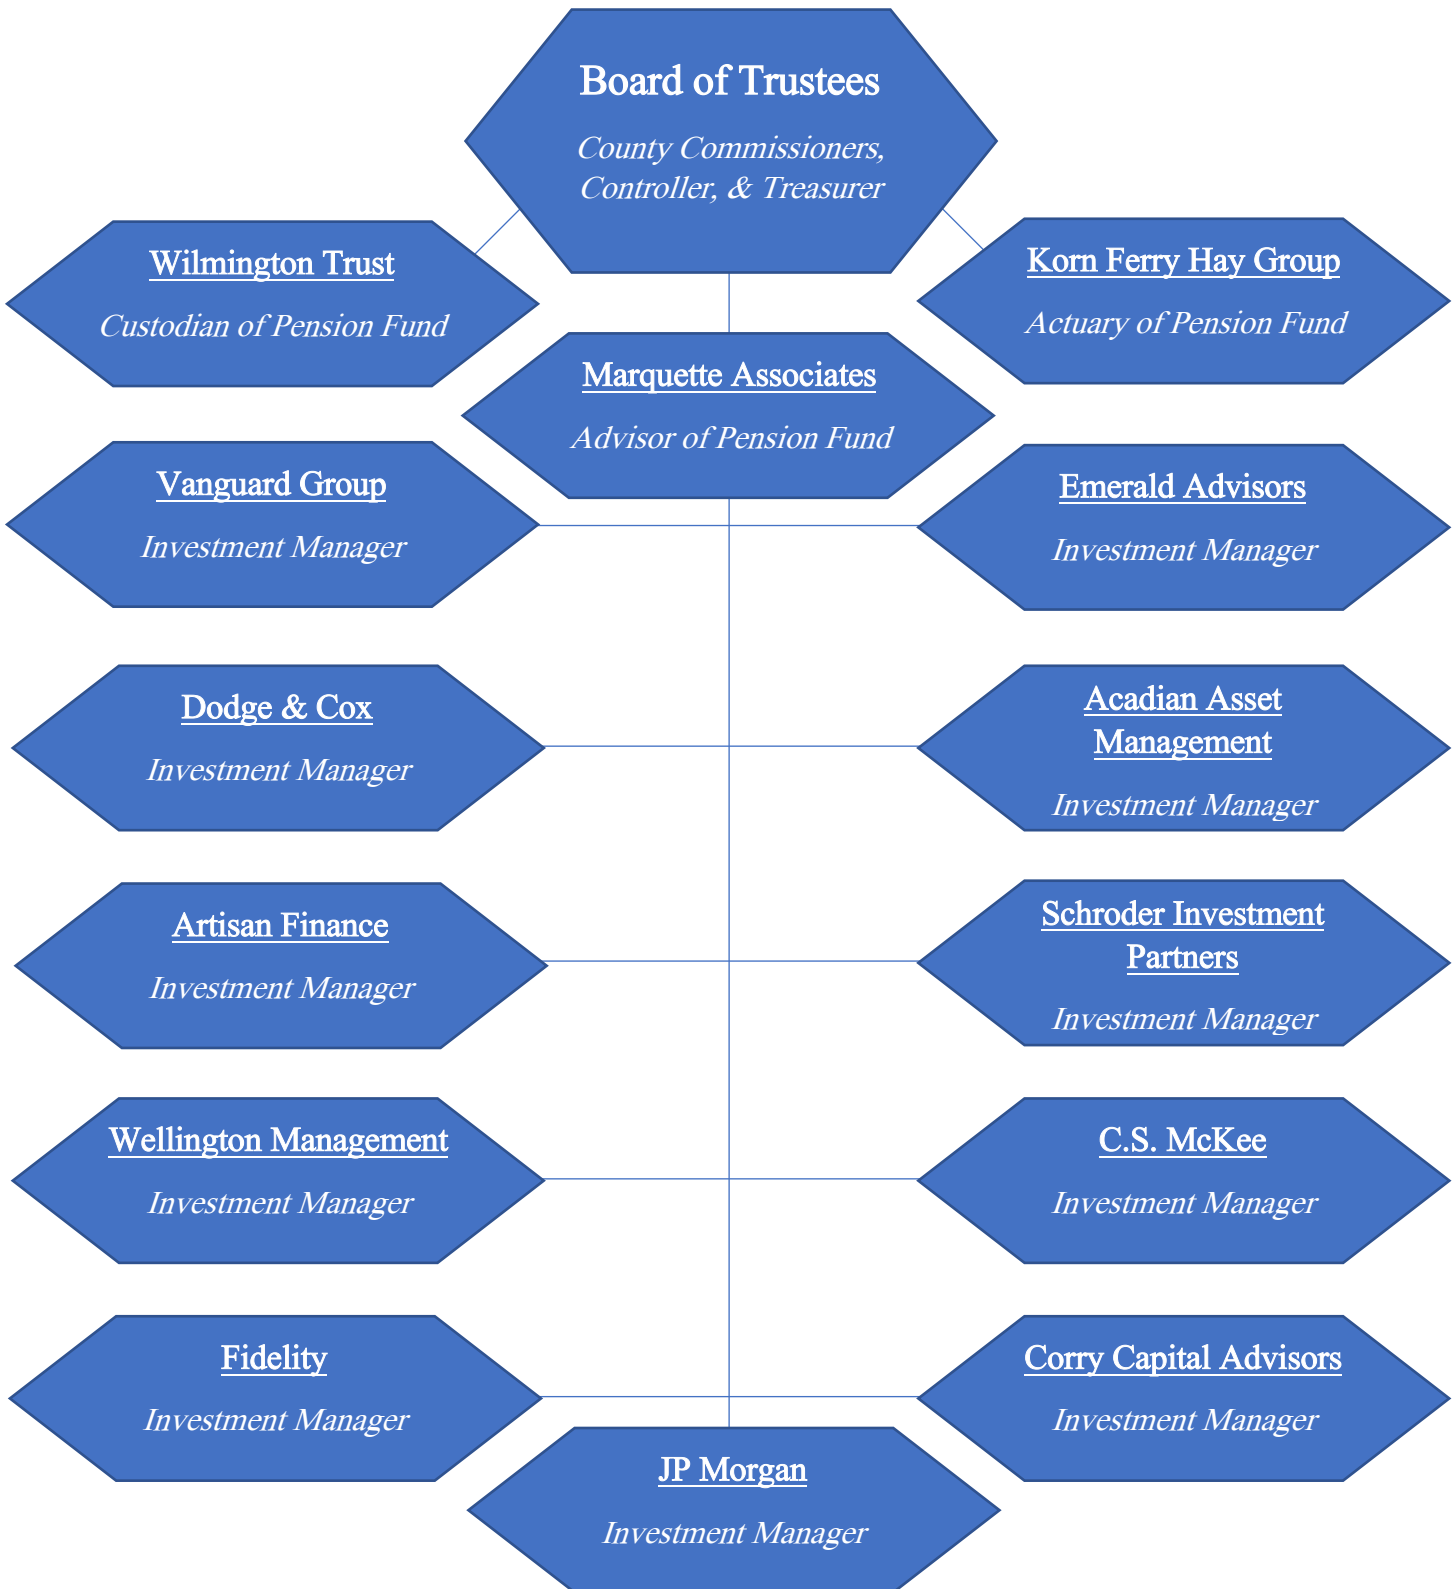 Board of Trustees
County Commissioners,
Controller, & Treasurer
Wilmington Trust
Custodian of Pension Fund
Korn Ferry Hay Group
Actuary of Pension Fund
Marquette Associates
Advisor of Pension Fund
Vanguard Group
Investment Manager
Emerald Advisors
Investment Manager
Dodge & Cox
Investment Manager
Acadian Asset
Management
Investment Manager
Artisan Finance
Investment Manager
Schroder Investment
Partners
Investment Manager
Wellington Management
Investment Manager
C.S. McKee
Investment Manager
Fidelity
Investment Manager
Corry Capital Advisors
Investment Manager
JP Morgan
Investment Manager